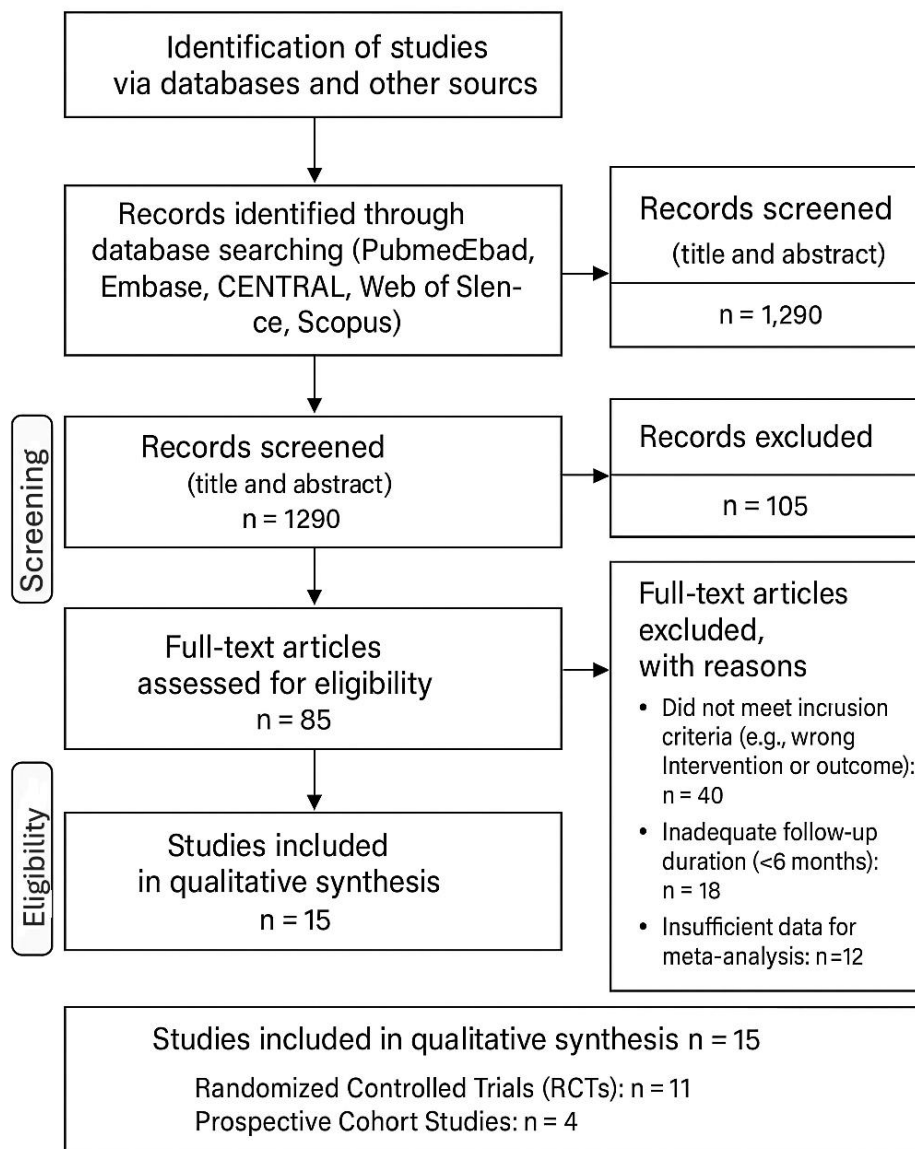 Identification of studies
via databases and other sourcs
Records identified through
database searching (PubmedEbad,
Embase, CENTRAL, Web of Slen-
ce, Scopus)
Records screened
(title and abstract)
n = 1,290
Screening
Records screened
(title and abstract)
n = 1290
Records excluded
n = 105
Full-text articles
assessed for eligibility
n = 85
Full-text articles
excluded,
with reasons
• Did not meet incrusion
criteria (e.g., wrong
Intervention or outcome):
n = 40
• Inadequate follow-up
duration (<6 months):
n = 18
• Insufficient data for
meta-analysis: n=12
Eligibility
Studies included
in qualitative synthesis
n = 15
Studies included in qualitative synthesis n = 15
Randomized Controlled Trials (RCTs): n = 11
Prospective Cohort Studies: n = 4